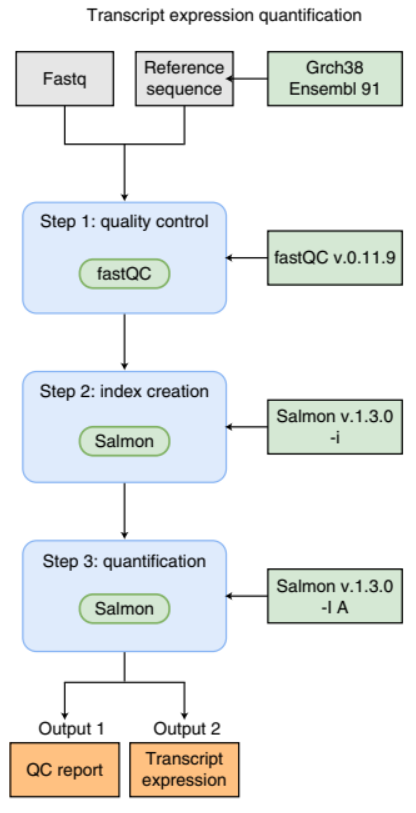 Transcript expression quantification
Fastq
Reference
sequence
Grch38
Ensembl 91
Step 1: quality control
fastQC
fastQC v.0.11.9
Step 2: index creation
Salmon
Salmon v.1.3.0
-i
Step 3: quantification
Salmon
Salmon v.1.3.0
-l A
Output 1
Output 2
QC report
Transcript
expression